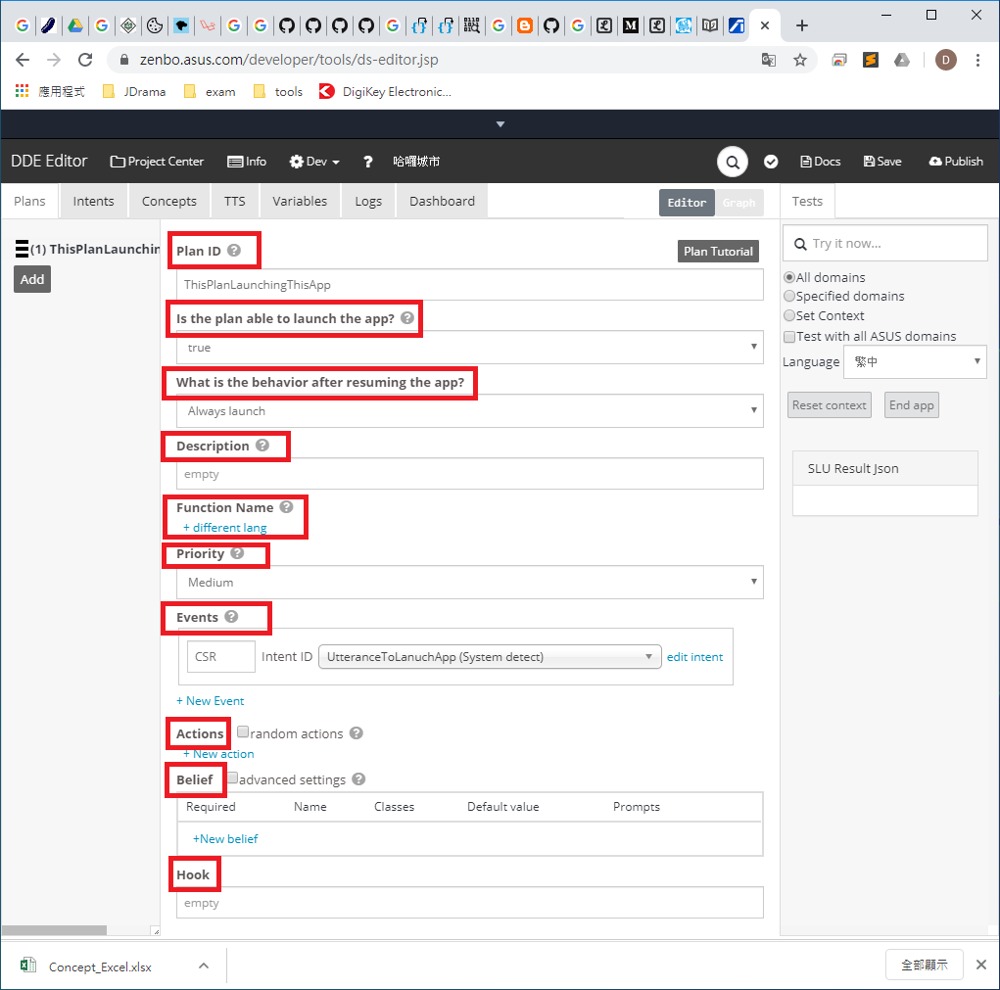 zenbo.asus.com/developer/tools/ds-editor.jsp
D
應用程式 JDrama exam tools DigiKey Electronic...
DDE Editor Project Center Info Dev ? 哈囉城市 Docs Save Publish
Plans Intents Concepts TTS Variables Logs Dashboard Editor Graph Tests
(1) ThisPlanLaunchin
Add
Plan ID ?
Plan Tutorial
ThisPlanLaunchingThisApp
Is the plan able to launch the app? ?
true
What is the behavior after resuming the app?
Always launch
Description ?
empty
Function Name ?
+ different lang
Priority ?
Medium
Events ?
CSR Intent ID UtteranceToLanuchApp (System detect) edit intent
+ New Event
Actions random actions ?
+ New action
Belief advanced settings ?
Required Name Classes Default value Prompts
+New belief
Hook
empty
Try it now...
All domains
Specified domains
Set Context
Test with all ASUS domains
Language 繁中
Reset context End app
SLU Result Json
Concept_Excel.xlsx
全部顯示